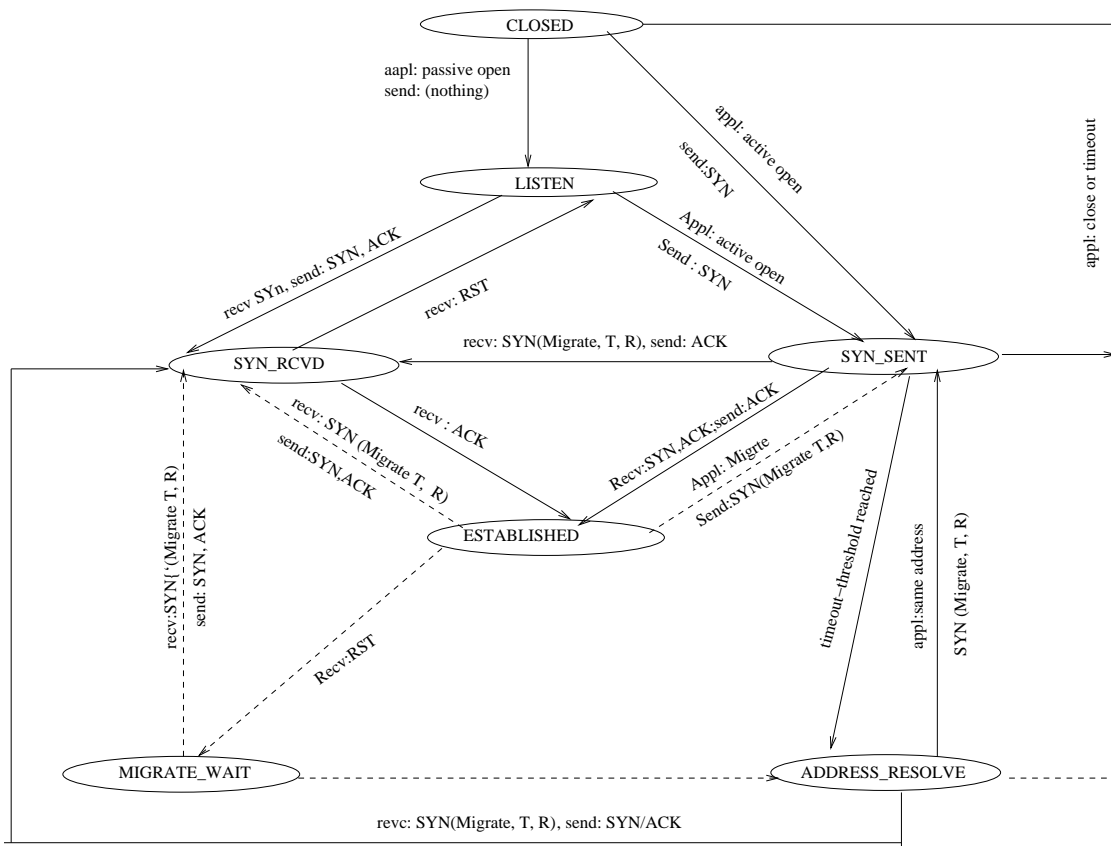 CLOSED
aapl: passive open
send: (nothing)
appl: active open
send:SYN
appl: close or timeout
LISTEN
recv SYn, send: SYN, ACK
recv: RST
Appl: active open
Send : SYN
recv: SYN(Migrate, T, R), send: ACK
SYN_RCVD
SYN_SENT
recv: SYN (Migrate T, R)
send:SYN,ACK
recv : ACK
Recv:SYN,ACK;send:ACK
Appl: Migrte
Send:SYN(Migrate T,R)
ESTABLISHED
recv:SYN{‘(Migrate T, R)
send: SYN, ACK
Recv:RST
timeout−threshold reached
appl:same address
SYN (Migrate, T, R)
MIGRATE_WAIT
ADDRESS_RESOLVE
revc: SYN(Migrate, T, R), send: SYN/ACK